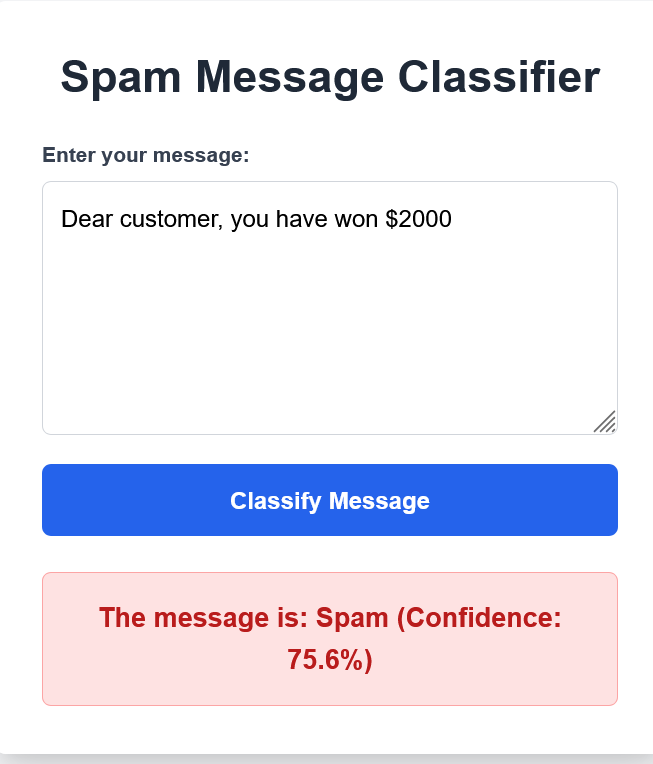 Spam Message Classifier
Enter your message:
Dear customer, you have won $2000
Classify Message
The message is: Spam (Confidence:
75.6%)